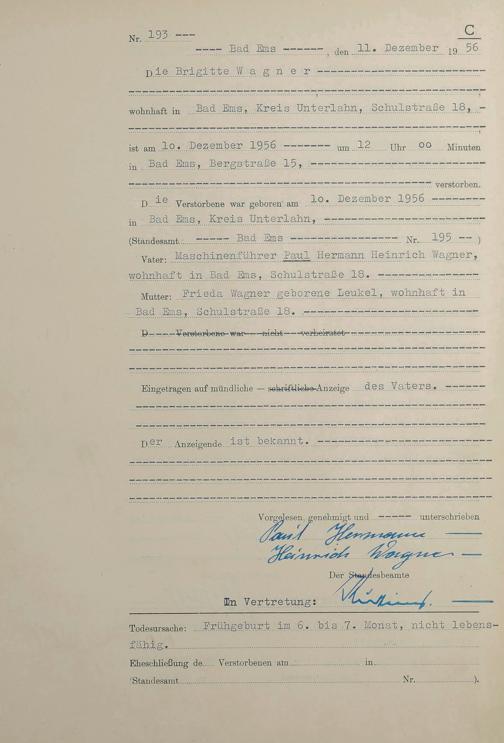 C
Nr. 193 ---
---- Bad Ems ------, den 11. Dezember 1956
Die Brigitte W a g n e r ----------
wohnhaft in Bad Ems, Kreis Unterlahn, Schulstraße 18, -
ist am 10. Dezember 1956 ------- um 12 Uhr 00 Minuten
in Bad Ems, Bergstraße 15, ----------
---------- verstorben.
Die Verstorbene war geboren am 10. Dezember 1956 --------
in Bad Ems, Kreis Unterlahn, ----------
(Standesamt ----- Bad Ems ---------- Nr. 195 -- )
Vater: Maschinenführer Paul Hermann Heinrich Wagner,
wohnhaft in Bad Ems, Schulstraße 18. ----------
Mutter: Frieda Wagner geborene Leukel, wohnhaft in
Bad Ems, Schulstraße 18. ----------
D---- Verstorbene war --- nicht --- verheiratet
Eingetragen auf mündliche – schriftliche Anzeige des Vaters. ------
Der Anzeigende ist bekannt. ----------
Vorgelesen, genehmigt und ----- unterschrieben
Paul Hermann
Heinrich Wagner
Der Standesbeamte
In Vertretung:
Todesursache: Frühgeburt im 6. bis 7. Monat, nicht lebens-
fähig.
Eheschließung de Verstorbenen am in
(Standesamt Nr. ).